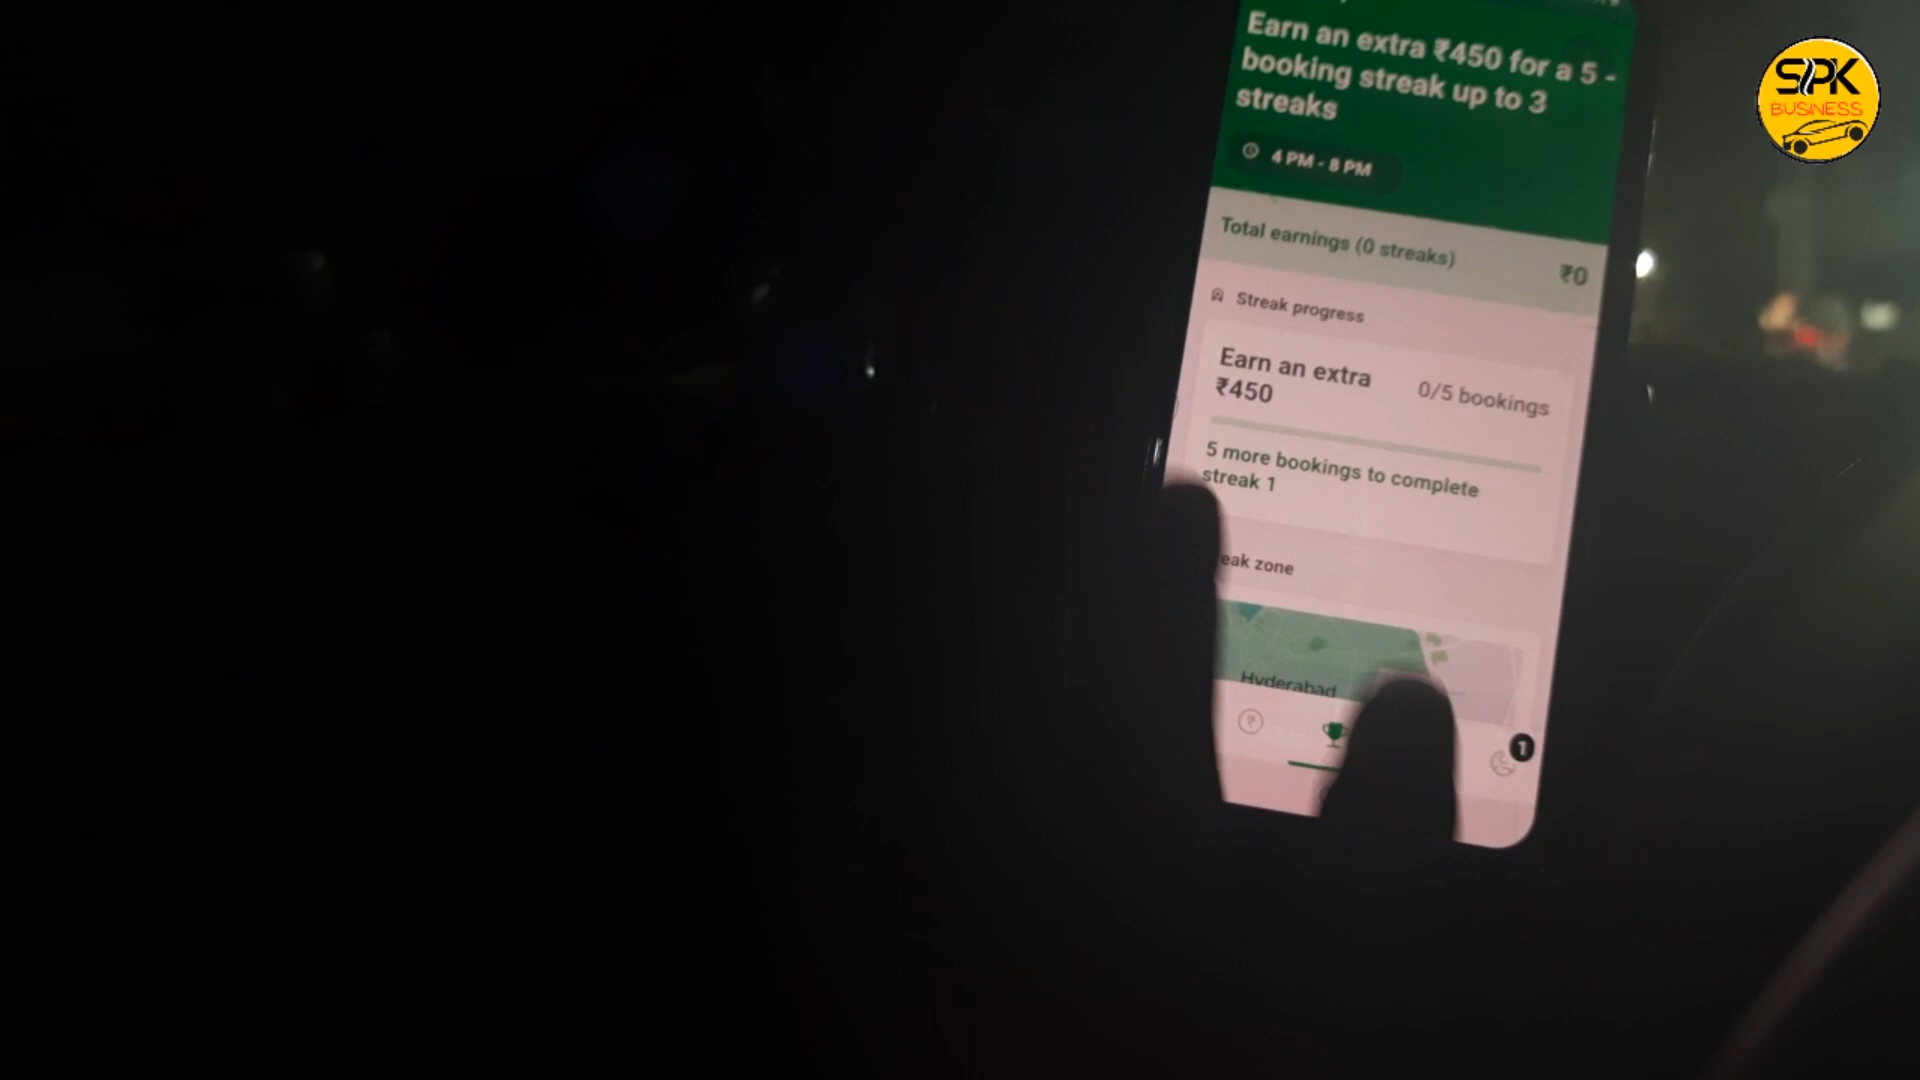 Earn an extra ₹450 for a 5 -
booking streak up to 3
streaks
4 PM - 8 PM
Total earnings (0 streaks)
₹0
Streak progress
Earn an extra
₹450
0/5 bookings
5 more bookings to complete
streak 1
eak zone
Hyderabad
1
SPK
BUSINESS